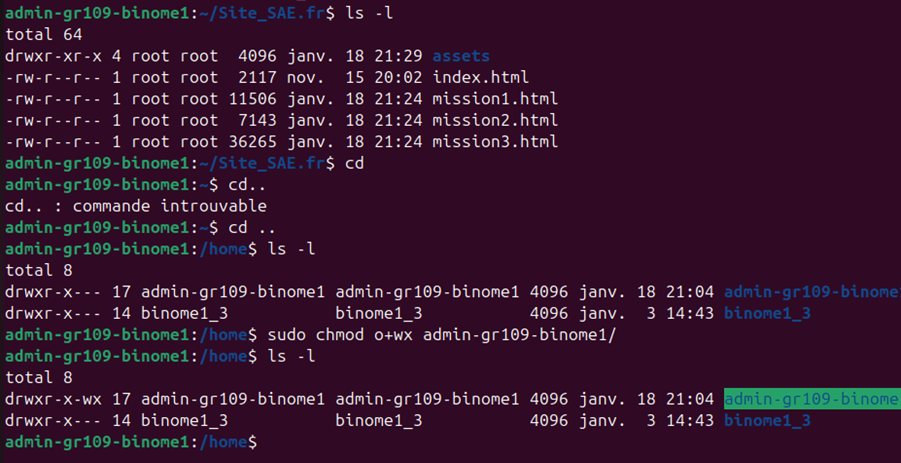 admin-gr109-binome1:~/Site_SAE.fr$ ls -l
total 64
drwxr-xr-x 4 root root  4096 janv. 18 21:29 assets
-rw-r--r-- 1 root root  2117 nov.  15 20:02 index.html
-rw-r--r-- 1 root root 11506 janv. 18 21:24 mission1.html
-rw-r--r-- 1 root root  7143 janv. 18 21:24 mission2.html
-rw-r--r-- 1 root root 36265 janv. 18 21:24 mission3.html
admin-gr109-binome1:~/Site_SAE.fr$ cd
admin-gr109-binome1:~$ cd..
cd.. : commande introuvable
admin-gr109-binome1:~$ cd ..
admin-gr109-binome1:/home$ ls -l
total 8
drwxr-x--- 17 admin-gr109-binome1 admin-gr109-binome1 4096 janv. 18 21:04 admin-gr109-binome
drwxr-x--- 14 binome1_3           binome1_3           4096 janv.  3 14:43 binome1_3
admin-gr109-binome1:/home$ sudo chmod o+wx admin-gr109-binome1/
admin-gr109-binome1:/home$ ls -l
total 8
drwxr-x-wx 17 admin-gr109-binome1 admin-gr109-binome1 4096 janv. 18 21:04 admin-gr109-binome
drwxr-x--- 14 binome1_3           binome1_3           4096 janv.  3 14:43 binome1_3
admin-gr109-binome1:/home$